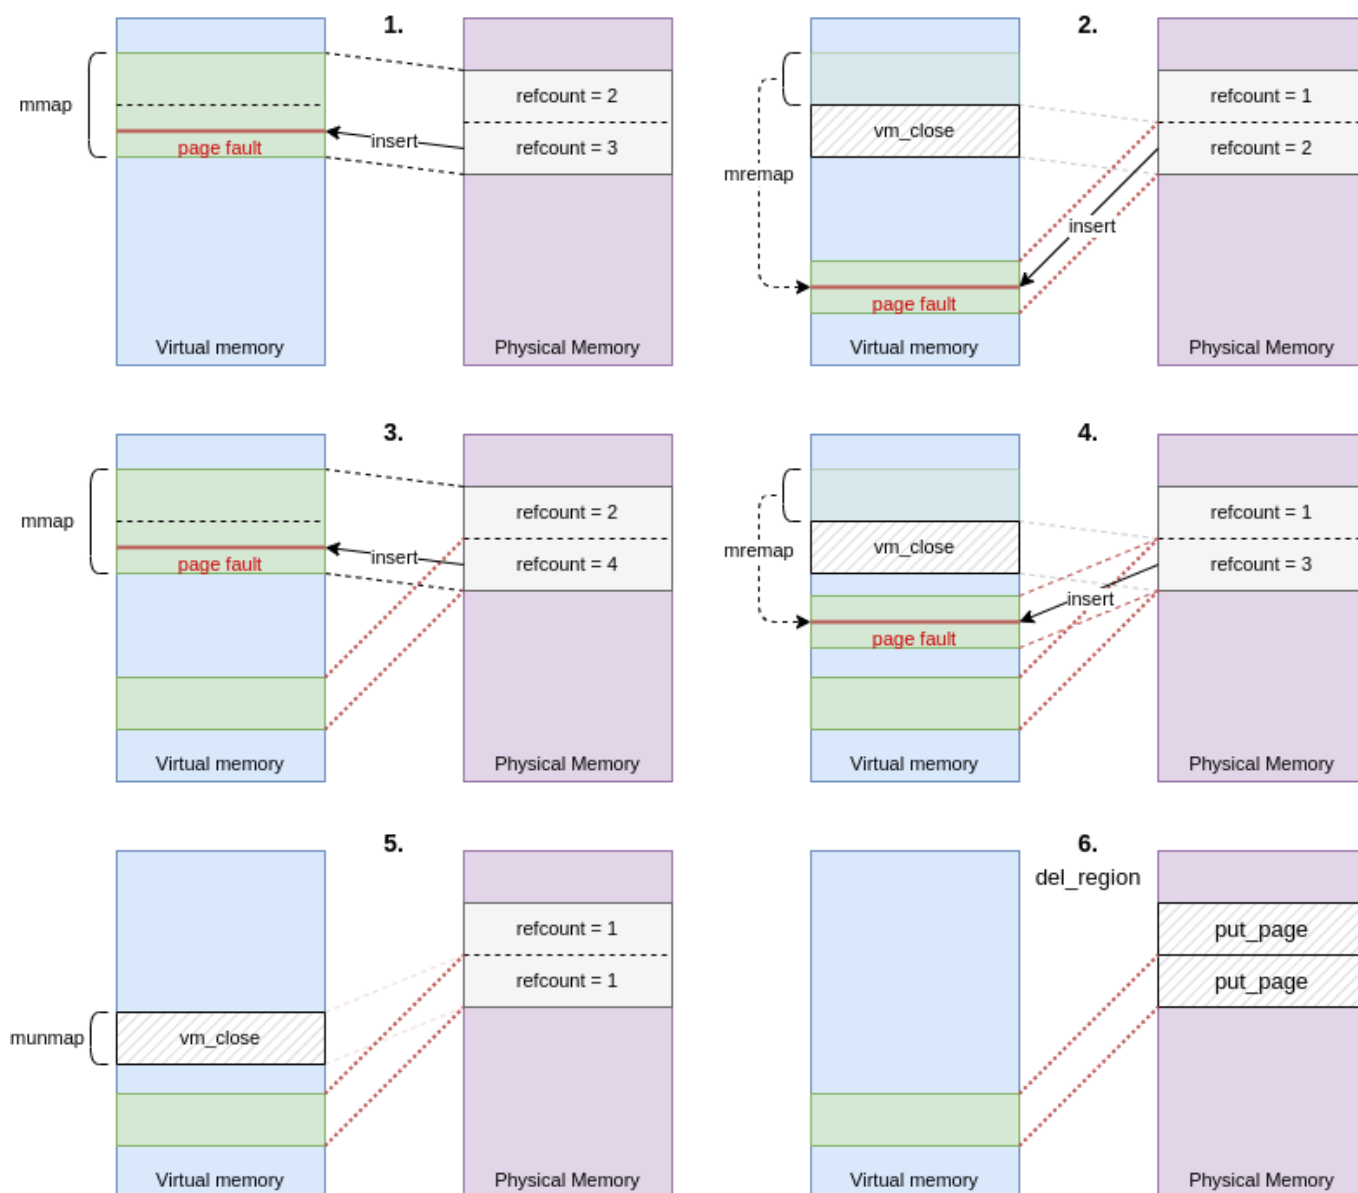 1.
mmap
refcount = 2
insert
page fault
refcount = 3
Virtual memory
Physical Memory
2.
refcount = 1
vm_close
refcount = 2
mremap
insert
page fault
Virtual memory
Physical Memory
3.
refcount = 2
mmap
insert
page fault
refcount = 4
Virtual memory
Physical Memory
4.
refcount = 1
vm_close
mremap
refcount = 3
insert
page fault
Virtual memory
Physical Memory
5.
refcount = 1
refcount = 1
munmap
vm_close
Virtual memory
Physical Memory
6.
del_region
put_page
put_page
Virtual memory
Physical Memory